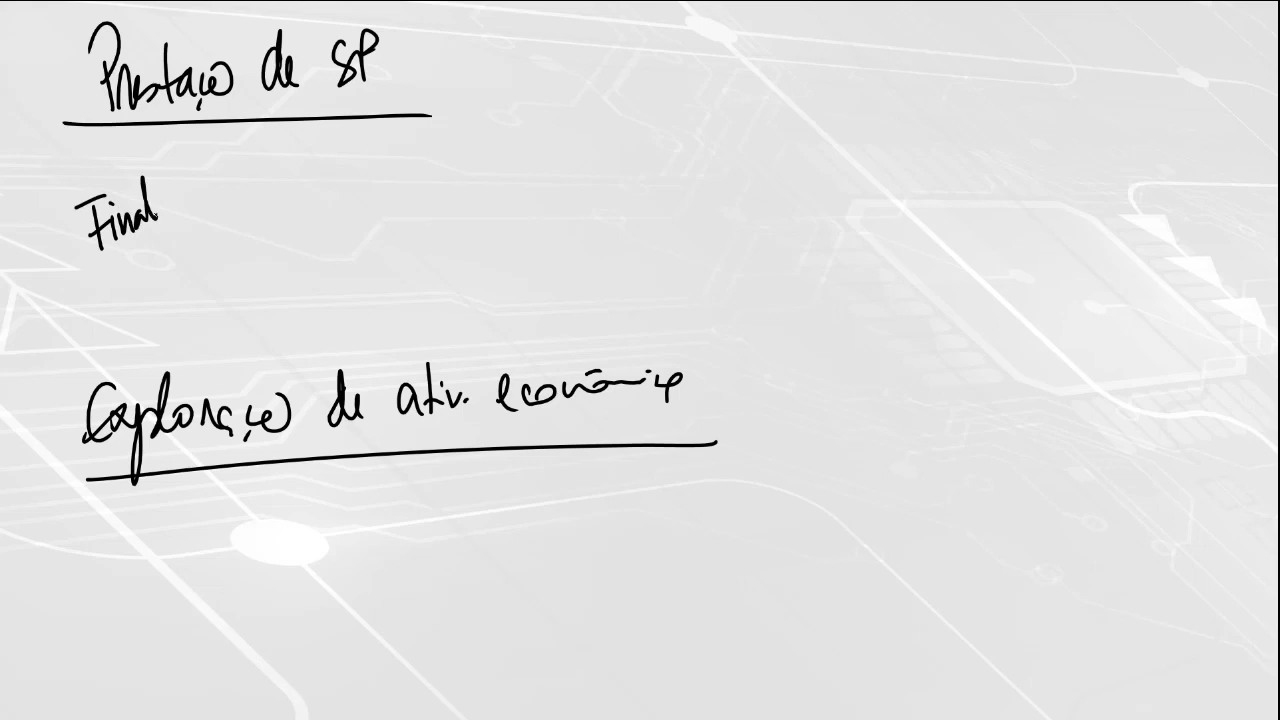 Prestação de SP
Final
Exploração de ativ. econômica